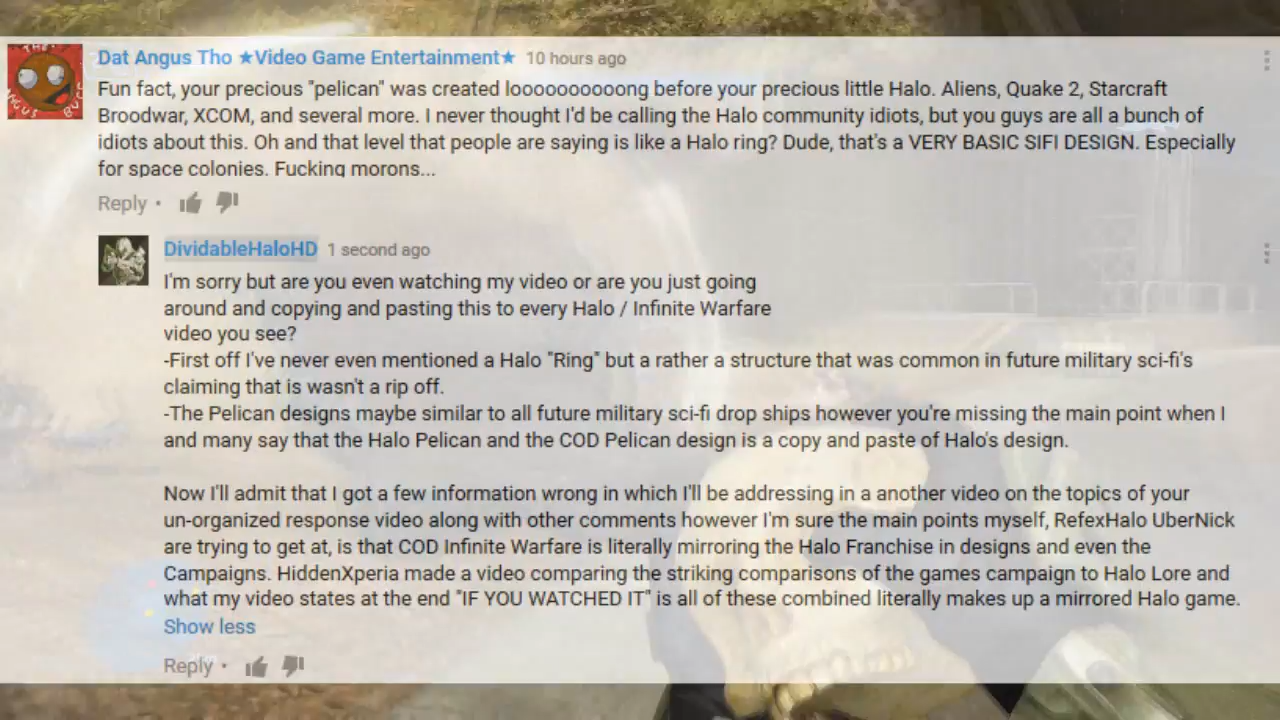 THE
ANGUS BUSS
Dat Angus Tho ★Video Game Entertainment★ 10 hours ago
Fun fact, your precious "pelican" was created looooooooooong before your precious little Halo. Aliens, Quake 2, Starcraft
Broodwar, XCOM, and several more. I never thought I'd be calling the Halo community idiots, but you guys are all a bunch of
idiots about this. Oh and that level that people are saying is like a Halo ring? Dude, that's a VERY BASIC SIFI DESIGN. Especially
for space colonies. Fucking morons...
Reply •
DividableHaloHD 1 second ago
I'm sorry but are you even watching my video or are you just going
around and copying and pasting this to every Halo / Infinite Warfare
video you see?
-First off I've never even mentioned a Halo "Ring" but a rather a structure that was common in future military sci-fi's
claiming that is wasn't a rip off.
-The Pelican designs maybe similar to all future military sci-fi drop ships however you're missing the main point when I
and many say that the Halo Pelican and the COD Pelican design is a copy and paste of Halo's design.
Now I'll admit that I got a few information wrong in which I'll be addressing in a another video on the topics of your
un-organized response video along with other comments however I'm sure the main points myself, RefexHalo UberNick
are trying to get at, is that COD Infinite Warfare is literally mirroring the Halo Franchise in designs and even the
Campaigns. HiddenXperia made a video comparing the striking comparisons of the games campaign to Halo Lore and
what my video states at the end "IF YOU WATCHED IT" is all of these combined literally makes up a mirrored Halo game.
Show less
Reply •